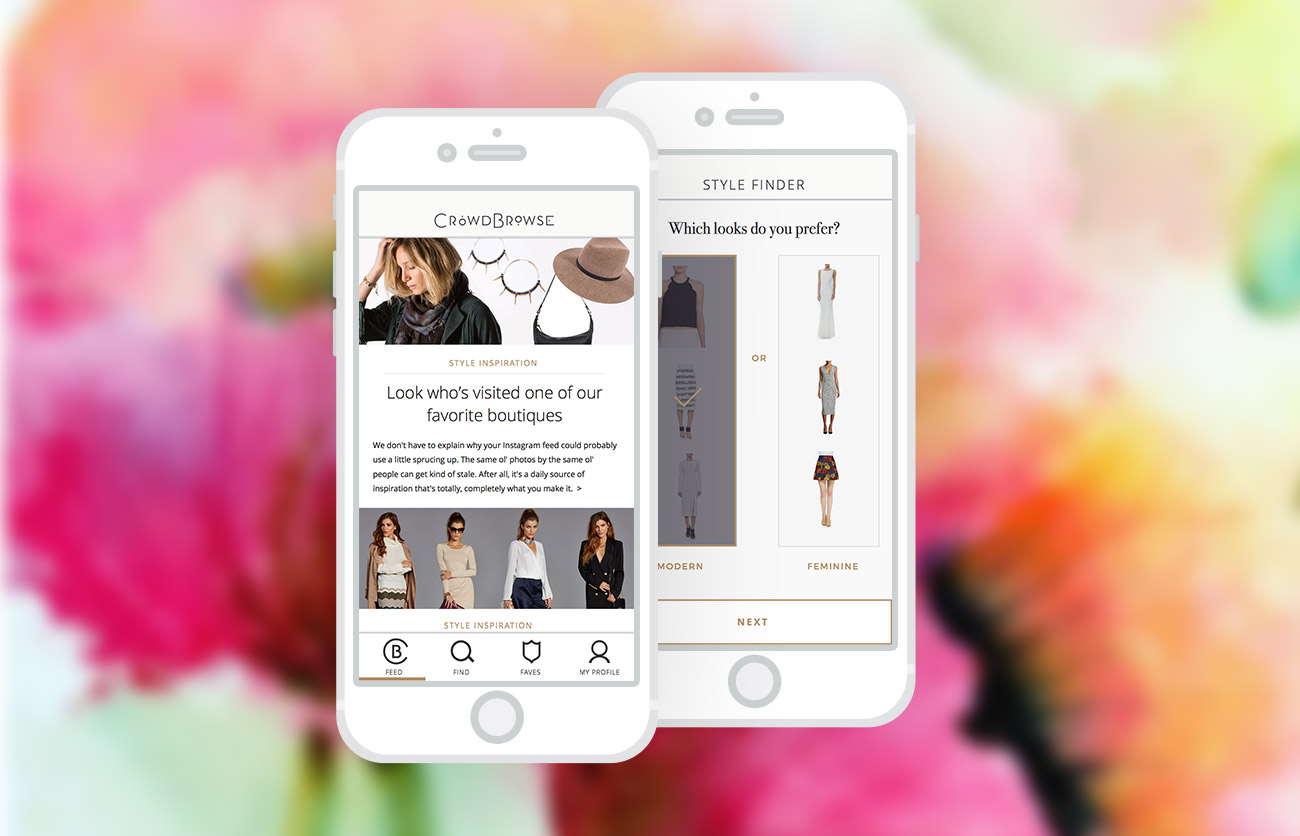 CROWDBROWSE
STYLE INSPIRATION
Look who's visited one of our
favorite boutiques
We don't have to explain why your Instagram feed could probably
use a little sprucing up. The same ol' photos by the same ol'
people can get kind of stale. After all, it's a daily source of
inspiration that's totally, completely what you make it. >
STYLE INSPIRATION
B
FEED
FIND
FAVES
MY PROFILE
STYLE FINDER
Which looks do you prefer?
OR
MODERN
FEMININE
NEXT